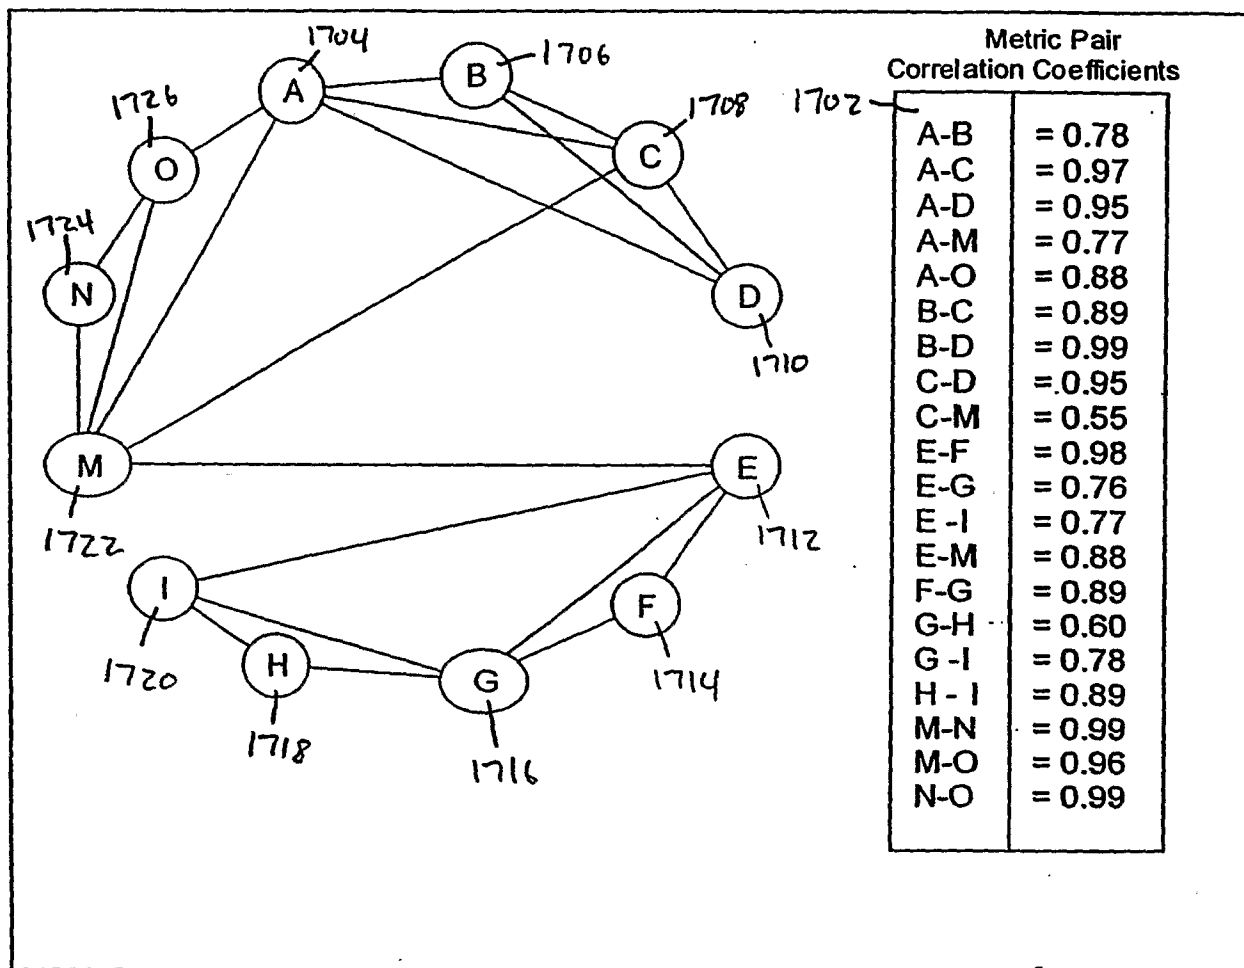 1704
A
B
1706
1726
O
C
1708
1724
N
D
1710
M
1722
E
1712
I
1720
H
1718
G
1716
F
1714
Metric Pair
Correlation Coefficients
1702
A-B = 0.78
A-C = 0.97
A-D = 0.95
A-M = 0.77
A-O = 0.88
B-C = 0.89
B-D = 0.99
C-D = 0.95
C-M = 0.55
E-F = 0.98
E-G = 0.76
E -I = 0.77
E-M = 0.88
F-G = 0.89
G-H = 0.60
G -I = 0.78
H - I = 0.89
M-N = 0.99
M-O = 0.96
N-O = 0.99